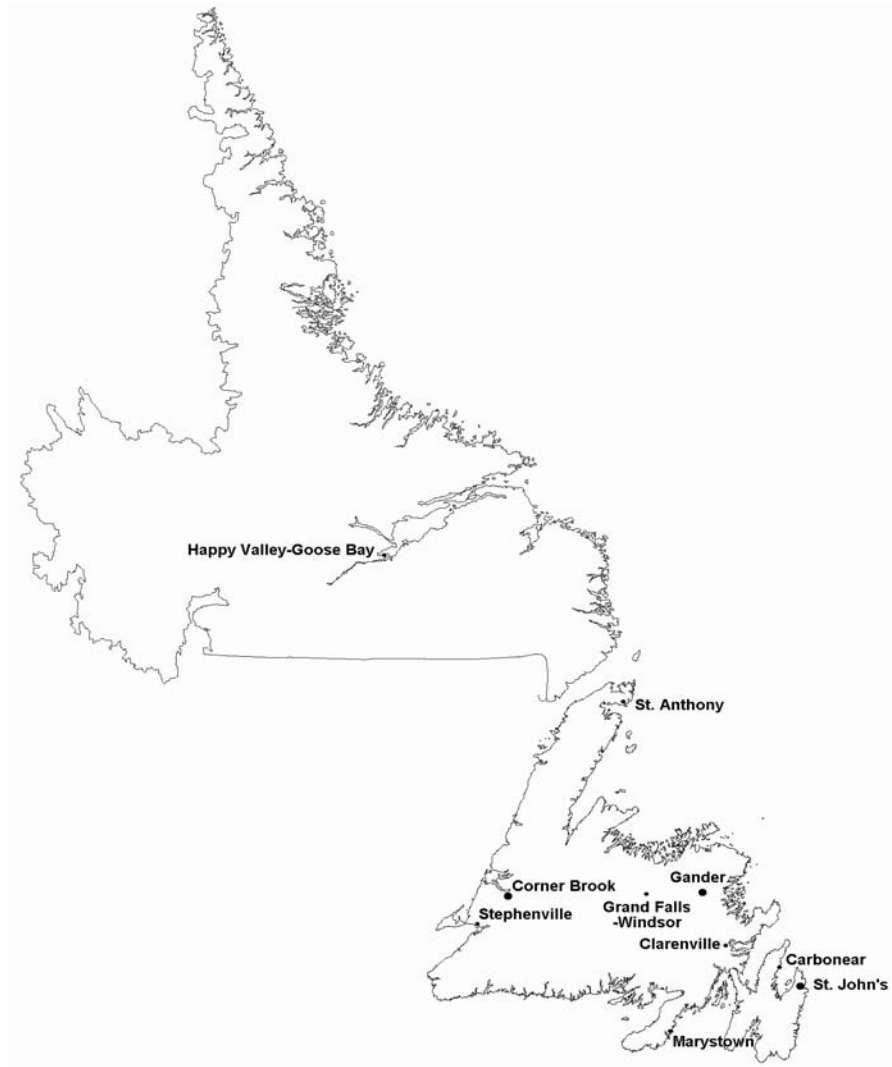 Happy Valley-Goose Bay
St. Anthony
Gander
Corner Brook
Grand Falls
-Windsor
Stephenville
Clarenville
Carbonear
St. John's
Marystown